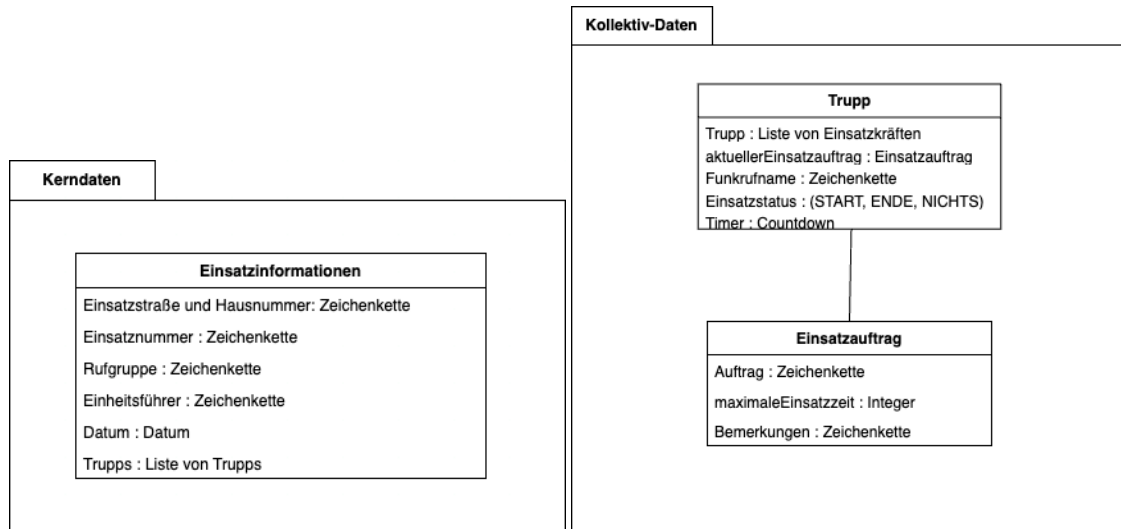 Kerndaten
Einsatzinformationen
Einsatzstraße und Hausnummer: Zeichenkette
Einsatznummer : Zeichenkette
Rufgruppe : Zeichenkette
Einheitsführer : Zeichenkette
Datum : Datum
Trupps : Liste von Trupps
Kollektiv-Daten
Trupp
Trupp : Liste von Einsatzkräften
aktuellerEinsatzauftrag : Einsatzauftrag
Funkrufname : Zeichenkette
Einsatzstatus : (START, ENDE, NICHTS)
Timer : Countdown
Einsatzauftrag
Auftrag : Zeichenkette
maximaleEinsatzzeit : Integer
Bemerkungen : Zeichenkette